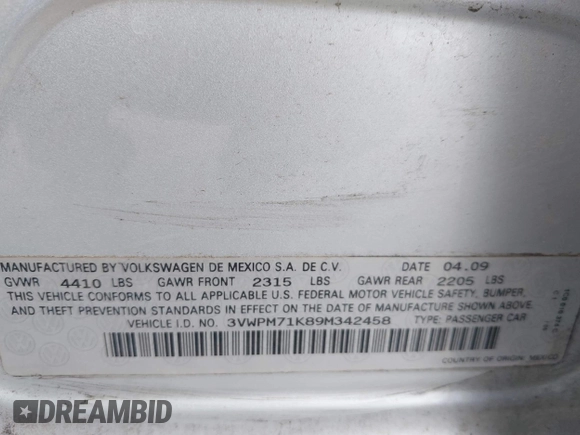 MANUFACTURED BY VOLKSWAGEN DE MEXICO S.A. DE C.V. DATE 04.09
GVWR 4410 LBS GAWR FRONT 2315 LBS GAWR REAR 2205 LBS
THIS VEHICLE CONFORMS TO ALL APPLICABLE U.S. FEDERAL MOTOR VEHICLE SAFETY, BUMPER,
AND THEFT PREVENTION STANDARDS IN EFFECT ON THE DATE OF MANUFACTURE SHOWN ABOVE.
VEHICLE I.D. NO. 3VWPM71K89M342458 TYPE: PASSENGER CAR
COUNTRY OF ORIGIN: MEXICO
DREAMBID